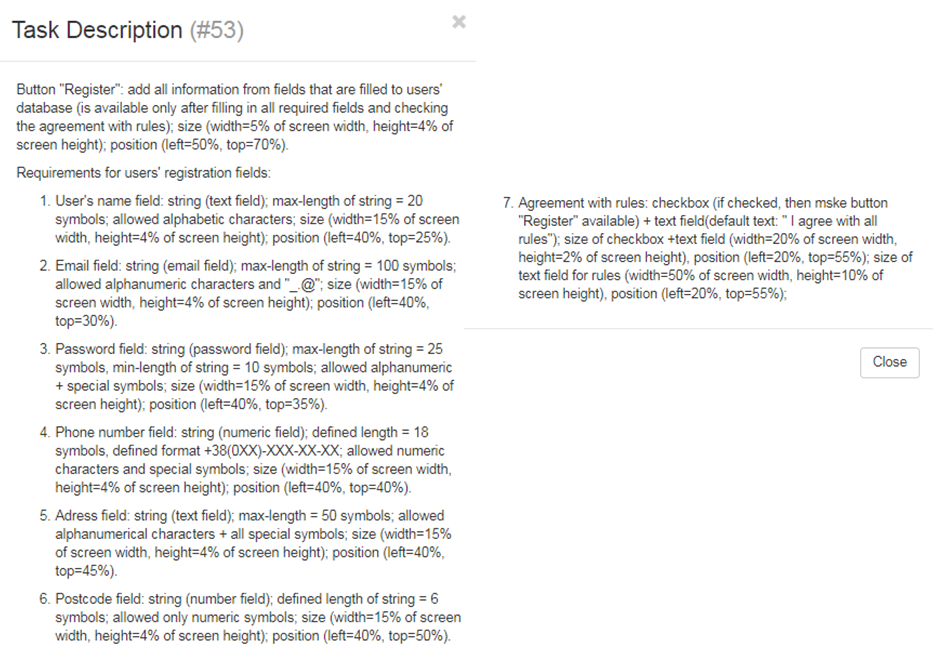 Task Description (#53)
×
Button "Register": add all information from fields that are filled to users'
database (is available only after filling in all required fields and checking
the agreement with rules); size (width=5% of screen width, height=4% of
screen height); position (left=50%, top=70%).
Requirements for users' registration fields:
1. User's name field: string (text field); max-length of string = 20
symbols; allowed alphabetic characters; size (width=15% of screen
width, height=4% of screen height); position (left=40%, top=25%).
2. Email field: string (email field); max-length of string = 100 symbols;
allowed alphanumeric characters and "_.@"; size (width=15% of
screen width, height=4% of screen height); position (left=40%,
top=30%).
3. Password field: string (password field); max-length of string = 25
symbols, min-length of string = 10 symbols; allowed alphanumeric
+ special symbols; size (width=15% of screen width, height=4% of
screen height); position (left=40%, top=35%).
4. Phone number field: string (numeric field); defined length = 18
symbols, defined format +38(0XX)-XXX-XX-XX; allowed numeric
characters and special symbols; size (width=15% of screen width,
height=4% of screen height); position (left=40%, top=40%).
5. Adress field: string (text field); max-length = 50 symbols; allowed
alphanumerical characters + all special symbols; size (width=15%
of screen width, height=4% of screen height); position (left=40%,
top=45%).
6. Postcode field: string (number field); defined length of string = 6
symbols; allowed only numeric symbols; size (width=15% of screen
width, height=4% of screen height); position (left=40%, top=50%).
7. Agreement with rules: checkbox (if checked, then mske button
"Register" available) + text field(default text: " I agree with all
rules"); size of checkbox +text field (width=20% of screen width,
height=2% of screen height), position (left=20%, top=55%); size of
text field for rules (width=50% of screen width, height=10% of
screen height), position (left=20%, top=55%);
Close